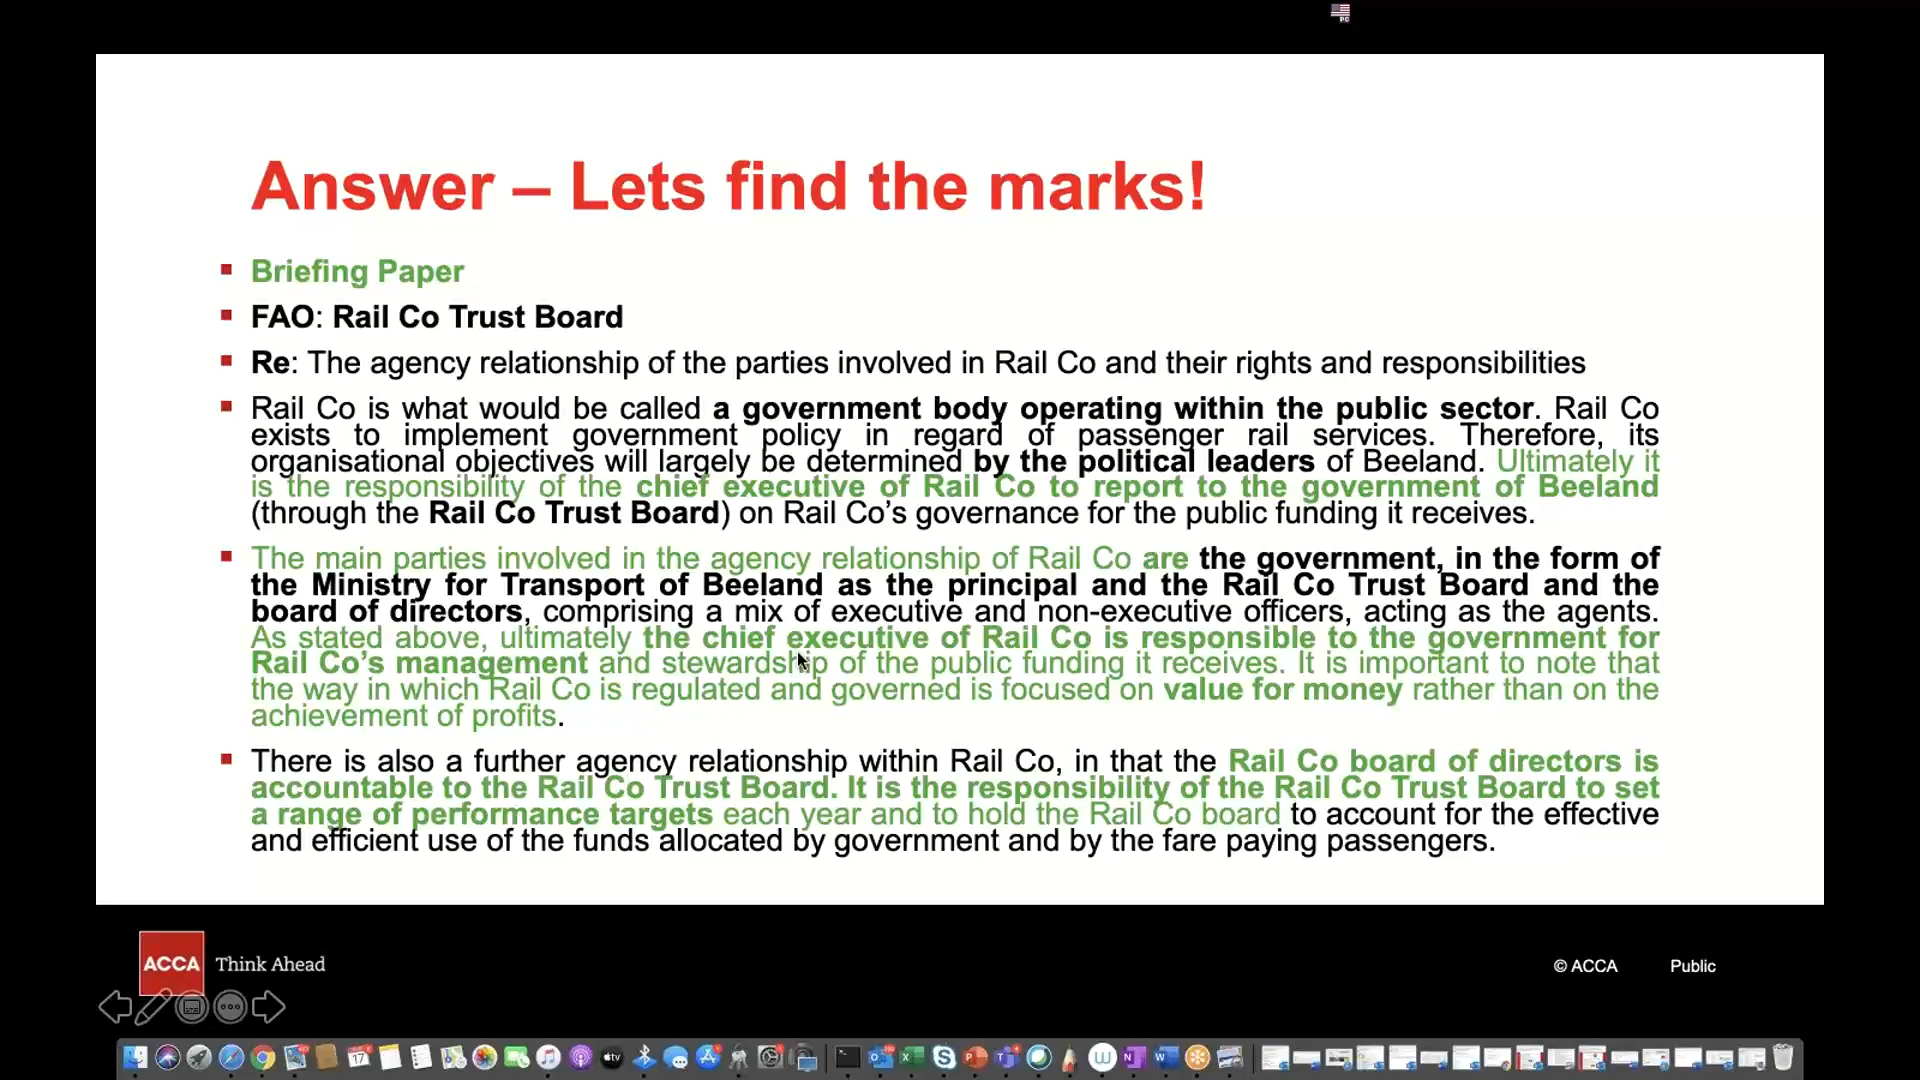 Answer – Lets find the marks!
Briefing Paper
FAO: Rail Co Trust Board
Re: The agency relationship of the parties involved in Rail Co and their rights and responsibilities
Rail Co is what would be called a government body operating within the public sector. Rail Co
exists to implement government policy in regard of passenger rail services. Therefore, its
organisational objectives will largely be determined by the political leaders of Beeland. Ultimately it
is the responsibility of the chief executive of Rail Co to report to the government of Beeland
(through the Rail Co Trust Board) on Rail Co’s governance for the public funding it receives.
The main parties involved in the agency relationship of Rail Co are the government, in the form of
the Ministry for Transport of Beeland as the principal and the Rail Co Trust Board and the
board of directors, comprising a mix of executive and non-executive officers, acting as the agents.
As stated above, ultimately the chief executive of Rail Co is responsible to the government for
Rail Co’s management and stewardship of the public funding it receives. It is important to note that
the way in which Rail Co is regulated and governed is focused on value for money rather than on the
achievement of profits.
There is also a further agency relationship within Rail Co, in that the Rail Co board of directors is
accountable to the Rail Co Trust Board. It is the responsibility of the Rail Co Trust Board to set
a range of performance targets each year and to hold the Rail Co board to account for the effective
and efficient use of the funds allocated by government and by the fare paying passengers.
ACCA Think Ahead
© ACCA Public